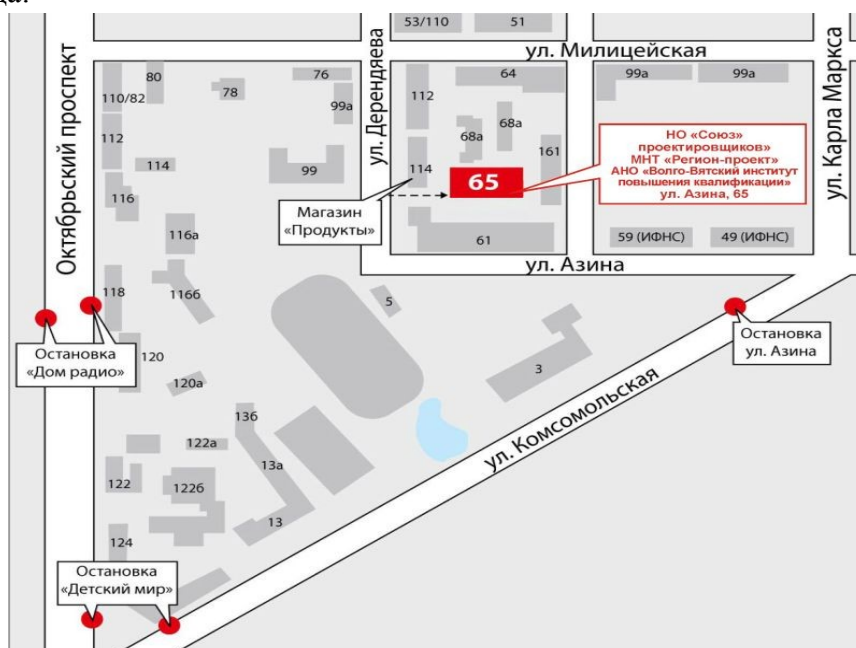 53/110
51
ул. Милицейская
Октябрьский проспект
ул. Дерендяева
ул. Карла Маркса
110/82
80
78
76
99а
112
64
99а
99а
112
68а
68а
161
114
99
114
65
НО «Союз»
проектировщиков»
МНТ «Регион-проект»
АНО «Волго-Вятский институт
повышения квалификации»
ул. Азина, 65
116
Магазин
«Продукты»
116а
61
59 (ИФНС)
49 (ИФНС)
ул. Азина
118
116б
5
Остановка
«Дом радио»
120
Остановка
ул. Азина
120а
3
ул. Комсомольская
13б
122а
13а
122
122б
13
124
Остановка
«Детский мир»